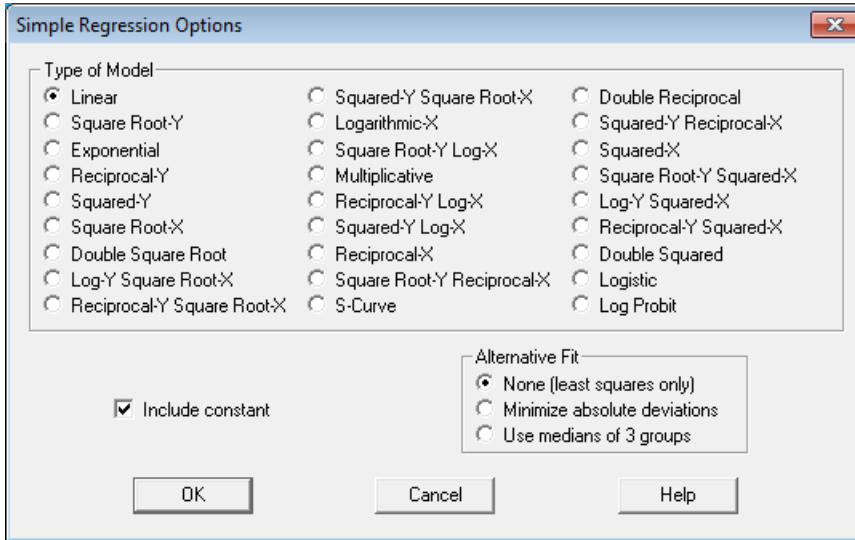 Simple Regression Options
Type of Model
Linear
Square Root-Y
Exponential
Reciprocal-Y
Squared-Y
Square Root-X
Double Square Root
Log-Y Square Root-X
Reciprocal-Y Square Root-X
Squared-Y Square Root-X
Logarithmic-X
Square Root-Y Log-X
Multiplicative
Reciprocal-Y Log-X
Squared-Y Log-X
Reciprocal-X
Square Root-Y Reciprocal-X
S-Curve
Double Reciprocal
Squared-Y Reciprocal-X
Squared-X
Square Root-Y Squared-X
Log-Y Squared-X
Reciprocal-Y Squared-X
Double Squared
Logistic
Log Probit
Include constant
Alternative Fit
None (least squares only)
Minimize absolute deviations
Use medians of 3 groups
OK
Cancel
Help